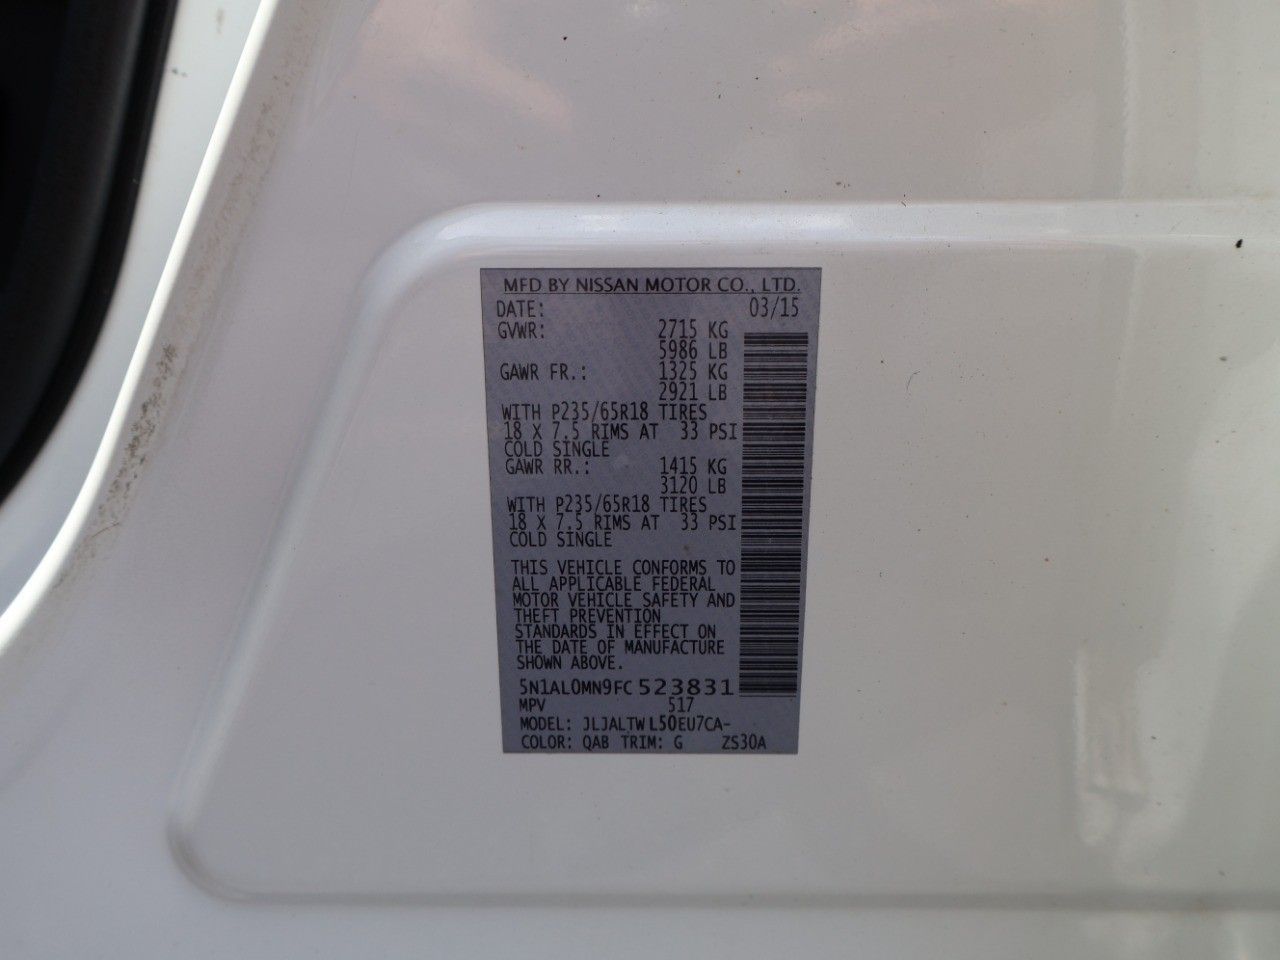 MFD BY NISSAN MOTOR CO., LTD.
DATE: 03/15
GVWR: 2715 KG
5986 LB
GAWR FR.: 1325 KG
2921 LB
WITH P235/65R18 TIRES
18 X 7.5 RIMS AT 33 PSI
COLD SINGLE
GAWR RR.: 1415 KG
3120 LB
WITH P235/65R18 TIRES
18 X 7.5 RIMS AT 33 PSI
COLD SINGLE
THIS VEHICLE CONFORMS TO
ALL APPLICABLE FEDERAL
MOTOR VEHICLE SAFETY AND
THEFT PREVENTION
STANDARDS IN EFFECT ON
THE DATE OF MANUFACTURE
SHOWN ABOVE.
5N1AL0MN9FC 523831
MPV 517
MODEL: JLJALTWL50EU7CA-
COLOR: QAB TRIM: G ZS30A